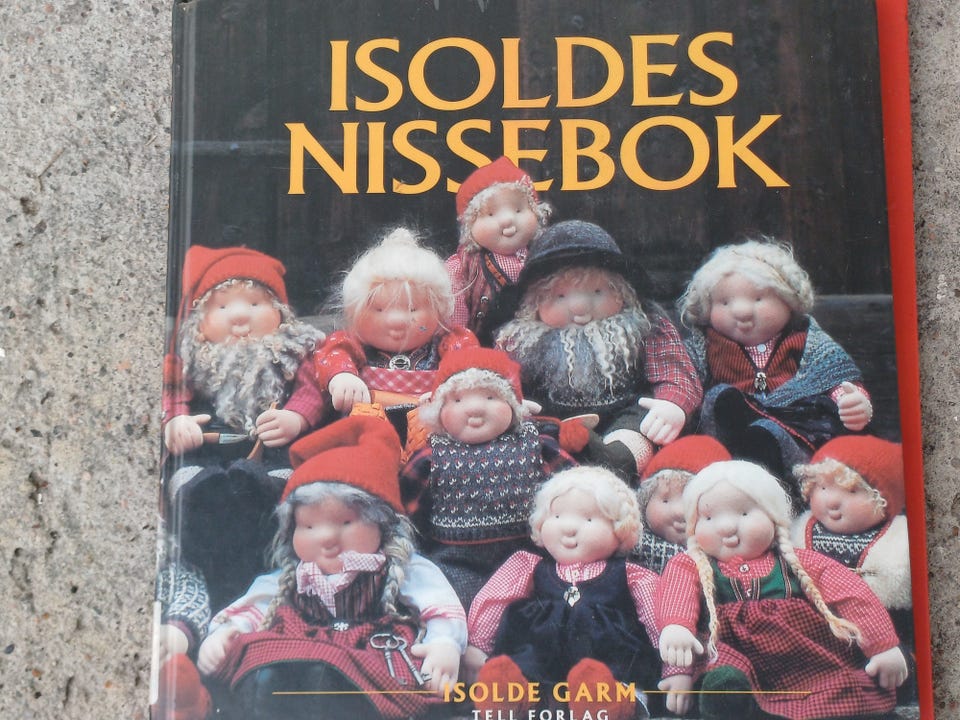 ISOLDES
NISSEBOK
ISOLDE GARM
TELL FORLAG